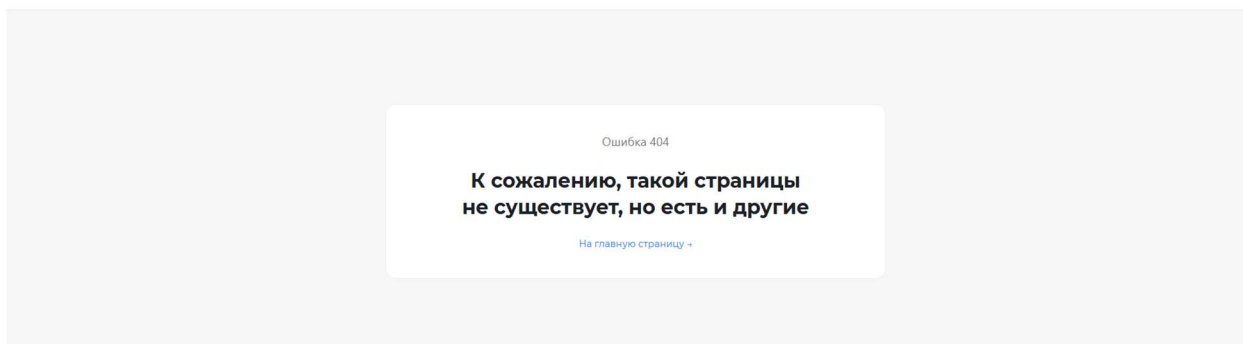 Ошибка 404
К сожалению, такой страницы
не существует, но есть и другие
На главную страницу →